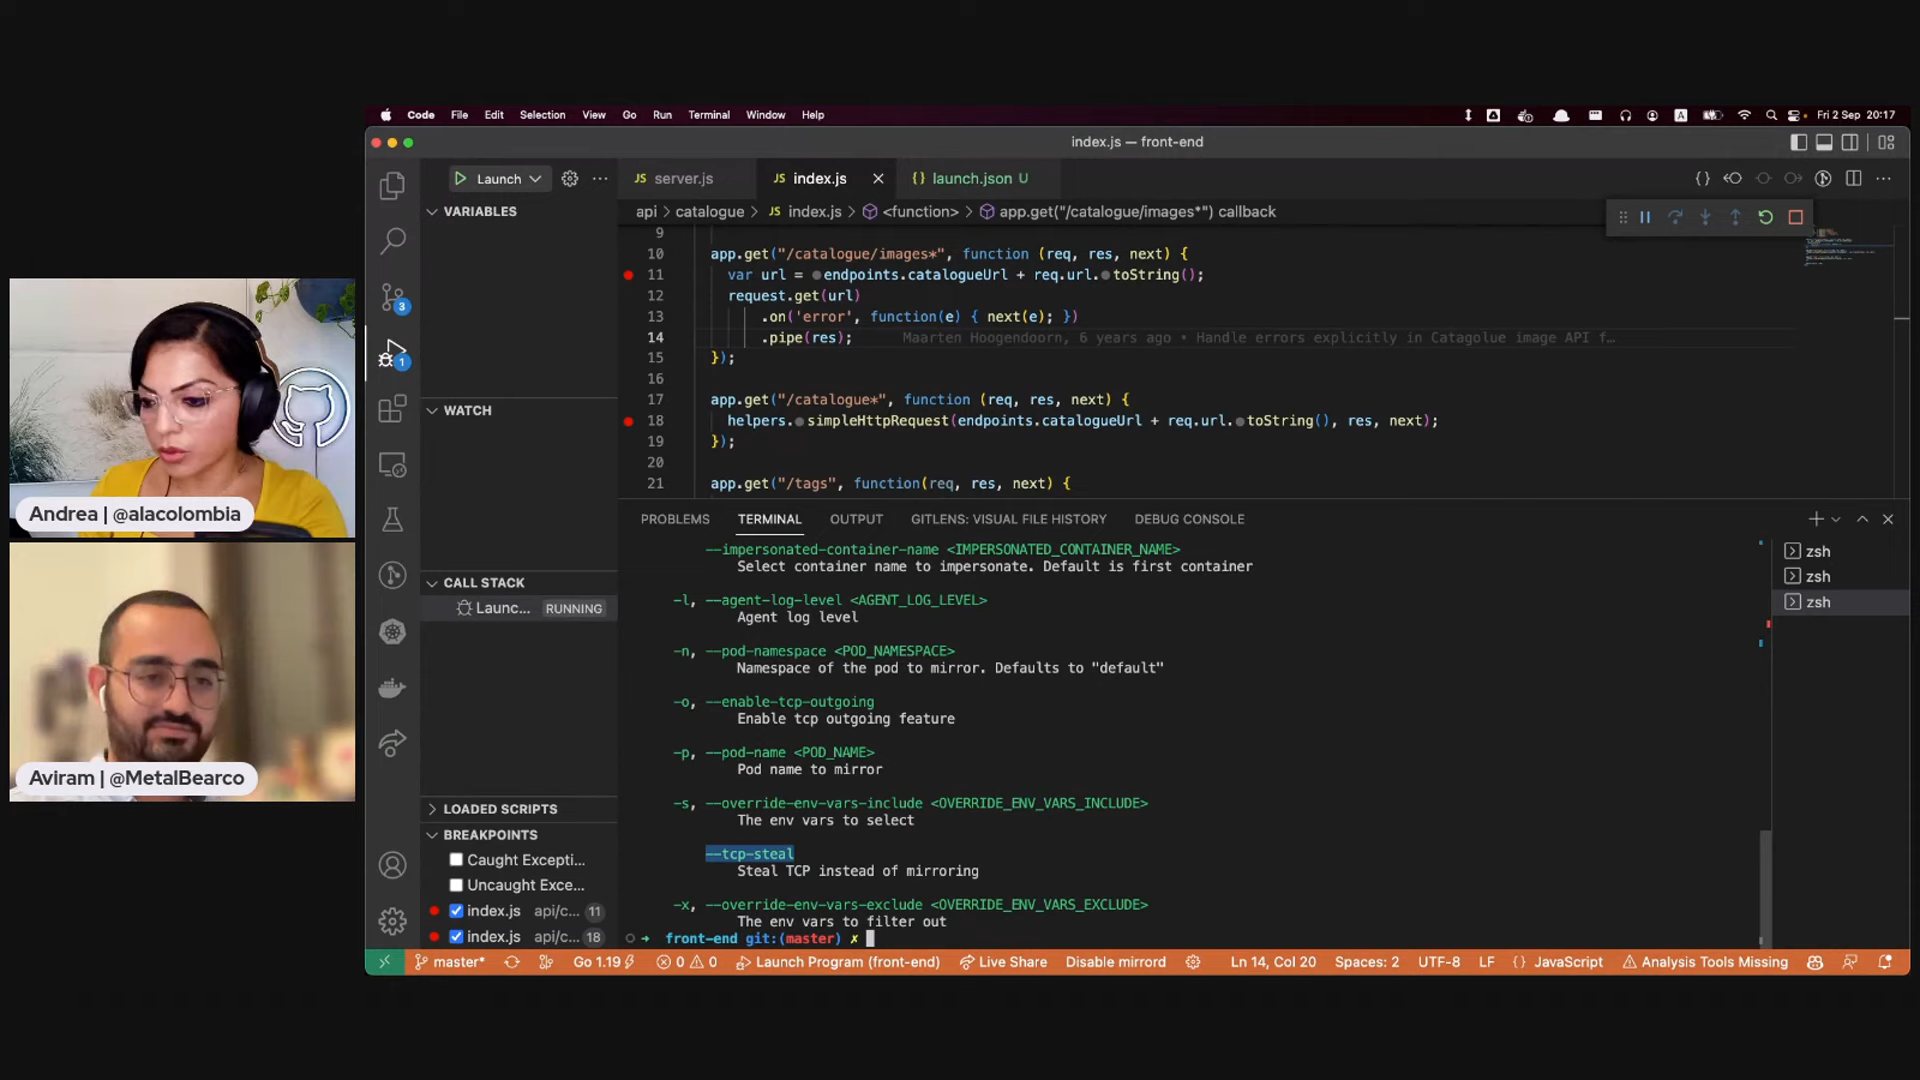 Code File Edit Selection View Go Run Terminal Window Help
A
Fri 2 Sep 20:17
index.js — front-end
Launch
JS server.js
JS index.js
{} launch.json U
api > catalogue > JS index.js > <function> > app.get("/catalogue/images*") callback
VARIABLES
WATCH
CALL STACK
Launc... RUNNING
LOADED SCRIPTS
BREAKPOINTS
Caught Excepti...
Uncaught Exce...
index.js api/c... 11
index.js api/c... 18
3
1
9
10 app.get("/catalogue/images*", function (req, res, next) {
11 var url = endpoints.catalogueUrl + req.url.toString();
12 request.get(url)
13 .on('error', function(e) { next(e); })
14 .pipe(res); Maarten Hoogendoorn, 6 years ago • Handle errors explicitly in Catagolue image API f…
15 });
16
17 app.get("/catalogue*", function (req, res, next) {
18 helpers.simpleHttpRequest(endpoints.catalogueUrl + req.url.toString(), res, next);
19 });
20
21 app.get("/tags", function(req, res, next) {
PROBLEMS TERMINAL OUTPUT GITLENS: VISUAL FILE HISTORY DEBUG CONSOLE
--impersonated-container-name <IMPERSONATED_CONTAINER_NAME>
Select container name to impersonate. Default is first container
-l, --agent-log-level <AGENT_LOG_LEVEL>
Agent log level
-n, --pod-namespace <POD_NAMESPACE>
Namespace of the pod to mirror. Defaults to "default"
-o, --enable-tcp-outgoing
Enable tcp outgoing feature
-p, --pod-name <POD_NAME>
Pod name to mirror
-s, --override-env-vars-include <OVERRIDE_ENV_VARS_INCLUDE>
The env vars to select
--tcp-steal
Steal TCP instead of mirroring
-x, --override-env-vars-exclude <OVERRIDE_ENV_VARS_EXCLUDE>
The env vars to filter out
→ front-end git:(master) ✗
zsh
zsh
zsh
master* Go 1.19 0 0 Launch Program (front-end) Live Share Disable mirrord Ln 14, Col 20 Spaces: 2 UTF-8 LF {} JavaScript Analysis Tools Missing
Andrea | @alacolombia
Aviram | @MetalBearco